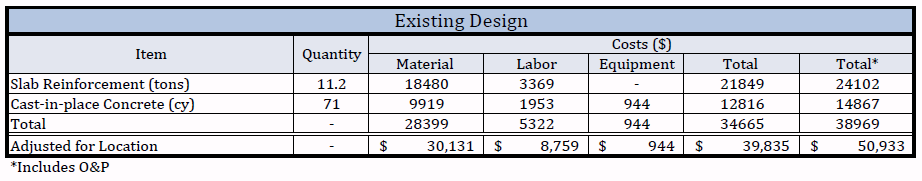 Existing Design
Item Quantity Costs ($)
Material Labor Equipment Total Total*
Slab Reinforcement (tons) 11.2 18480 3369 - 21849 24102
Cast-in-place Concrete (cy) 71 9919 1953 944 12816 14867
Total - 28399 5322 944 34665 38969
Adjusted for Location - $ 30,131 $ 8,759 $ 944 $ 39,835 $ 50,933
*Includes O&P